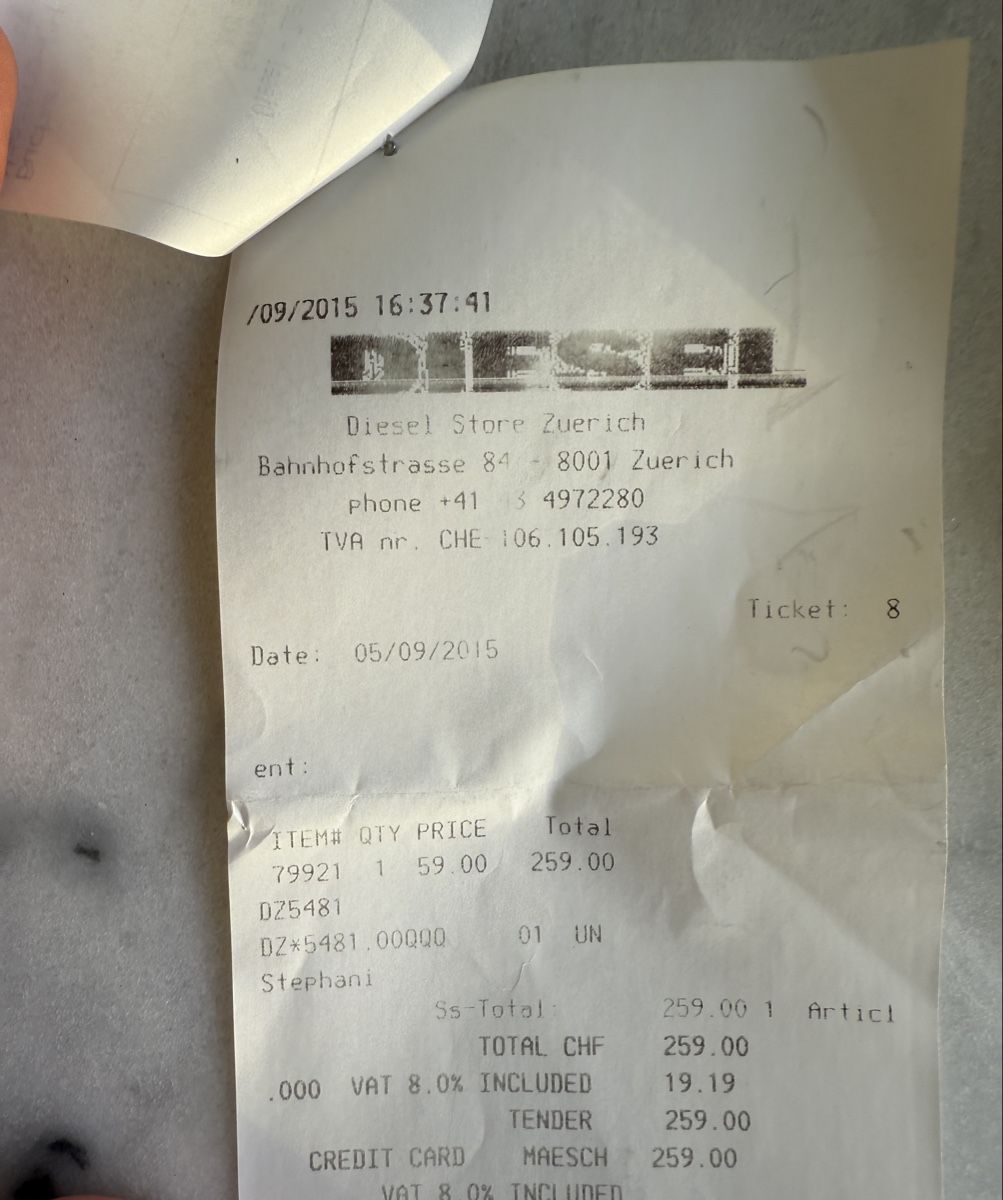 /09/2015 16:37:41
DIESEL
Diesel Store Zuerich
Bahnhofstrasse 84 - 8001 Zuerich
phone +41 3 4972280
TVA nr. CHE-106.105.193
Ticket: 8
Date: 05/09/2015
ent:
ITEM# QTY PRICE Total
79921 1 59.00 259.00
DZ5481
DZ*5481.00QQQ 01 UN
Stephani
Ss-Total: 259.00 1 Articl
TOTAL CHF 259.00
.000 VAT 8.0% INCLUDED 19.19
TENDER 259.00
CREDIT CARD MAESCH 259.00
VAT 8.0% INCLUDED